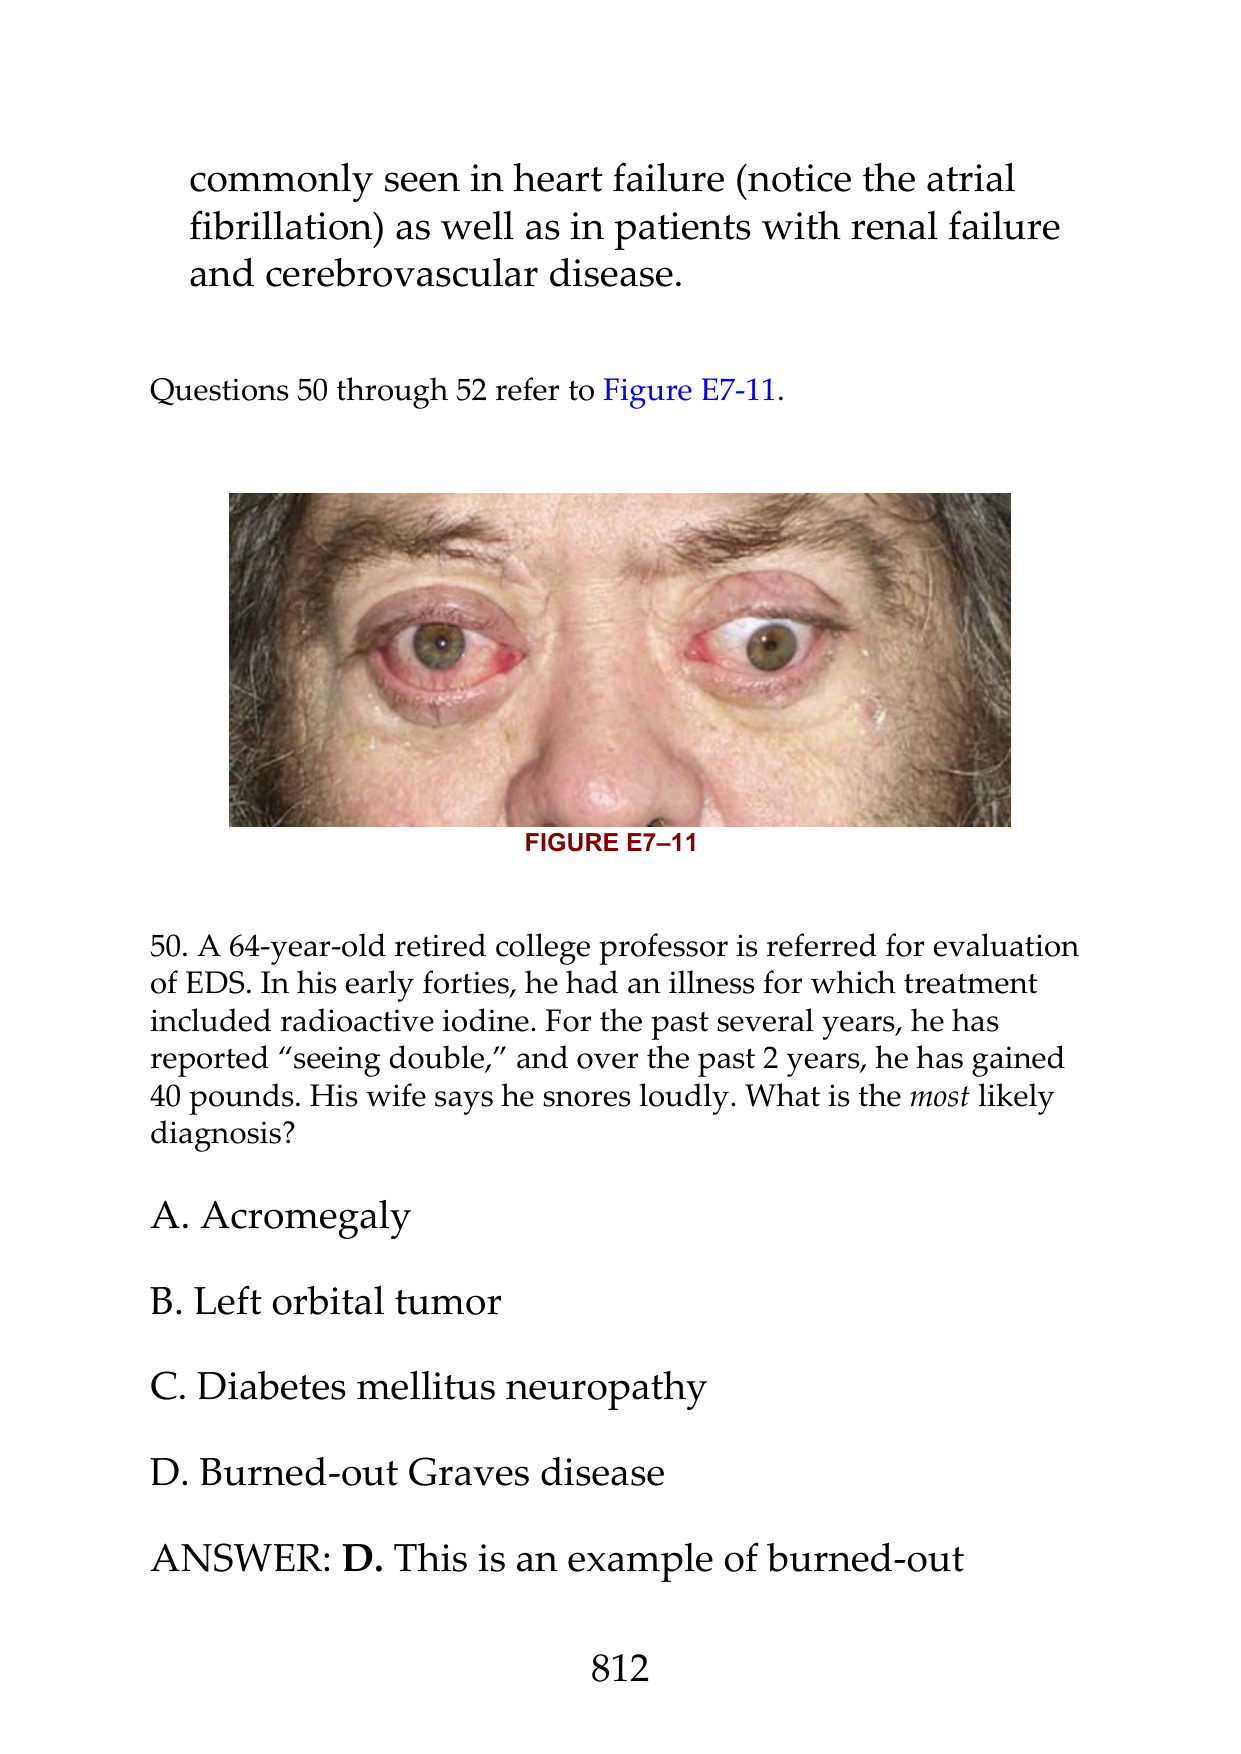 commonly seen in heart failure (notice the atrial
fibrillation) as well as in patients with renal failure
and cerebrovascular disease.
Questions 50 through 52 refer to Figure E7-11.
FIGURE E7–11
50. A 64-year-old retired college professor is referred for evaluation
of EDS. In his early forties, he had an illness for which treatment
included radioactive iodine. For the past several years, he has
reported “seeing double,” and over the past 2 years, he has gained
40 pounds. His wife says he snores loudly. What is the most likely
diagnosis?
A. Acromegaly
B. Left orbital tumor
C. Diabetes mellitus neuropathy
D. Burned-out Graves disease
ANSWER: D. This is an example of burned-out
812